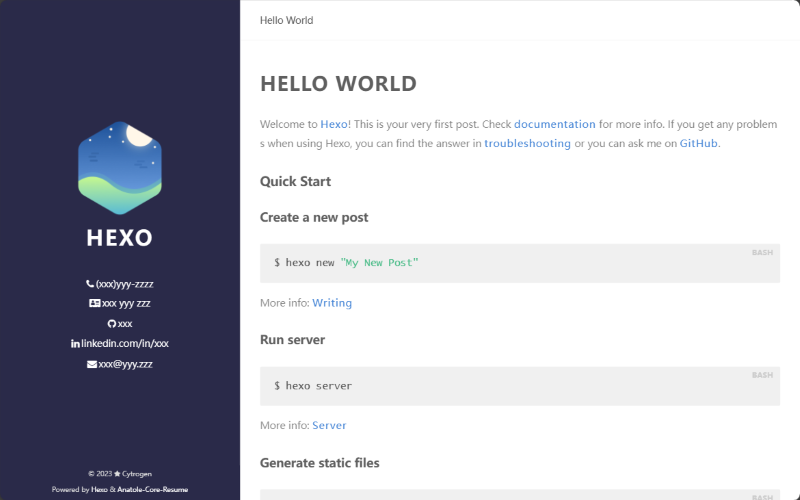 HEXO
(xxx)yyy-zzzz
xxx yyy zzz
xxx
linkedin.com/in/xxx
xxx@yyy.zzz
© 2023 ★ Cytrogen
Powered by Hexo & Anatole-Core-Resume
Hello World
HELLO WORLD
Welcome to Hexo! This is your very first post. Check documentation for more info. If you get any problem
s when using Hexo, you can find the answer in troubleshooting or you can ask me on GitHub.
Quick Start
Create a new post
BASH
$ hexo new "My New Post"
More info: Writing
Run server
BASH
$ hexo server
More info: Server
Generate static files
BASH